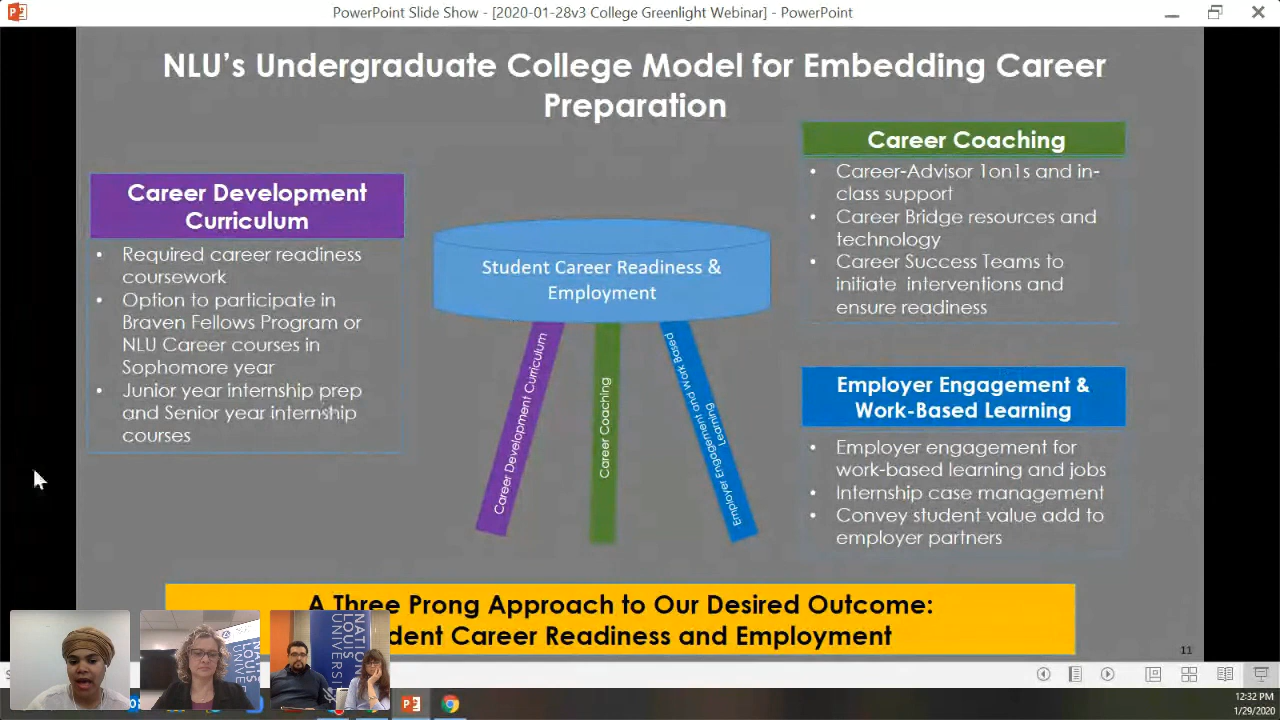 PowerPoint Slide Show - [2020-01-28v3 College Greenlight Webinar] - PowerPoint
NLU's Undergraduate College Model for Embedding Career
Preparation
Career Development
Curriculum
• Required career readiness
coursework
• Option to participate in
Braven Fellows Program or
NLU Career courses in
Sophomore year
• Junior year internship prep
and Senior year internship
courses
Student Career Readiness &
Employment
Career Development Curriculum
Career Coaching
Employer Engagement and Work Based
Learning
Career Coaching
• Career-Advisor 1on1s and in-
class support
• Career Bridge resources and
technology
• Career Success Teams to
initiate interventions and
ensure readiness
Employer Engagement &
Work-Based Learning
• Employer engagement for
work-based learning and jobs
• Internship case management
• Convey student value add to
employer partners
A Three Prong Approach to Our Desired Outcome:
dent Career Readiness and Employment
11
NATIONAL
LOUIS
UNIVERSITY
12:32 PM
1/29/2020